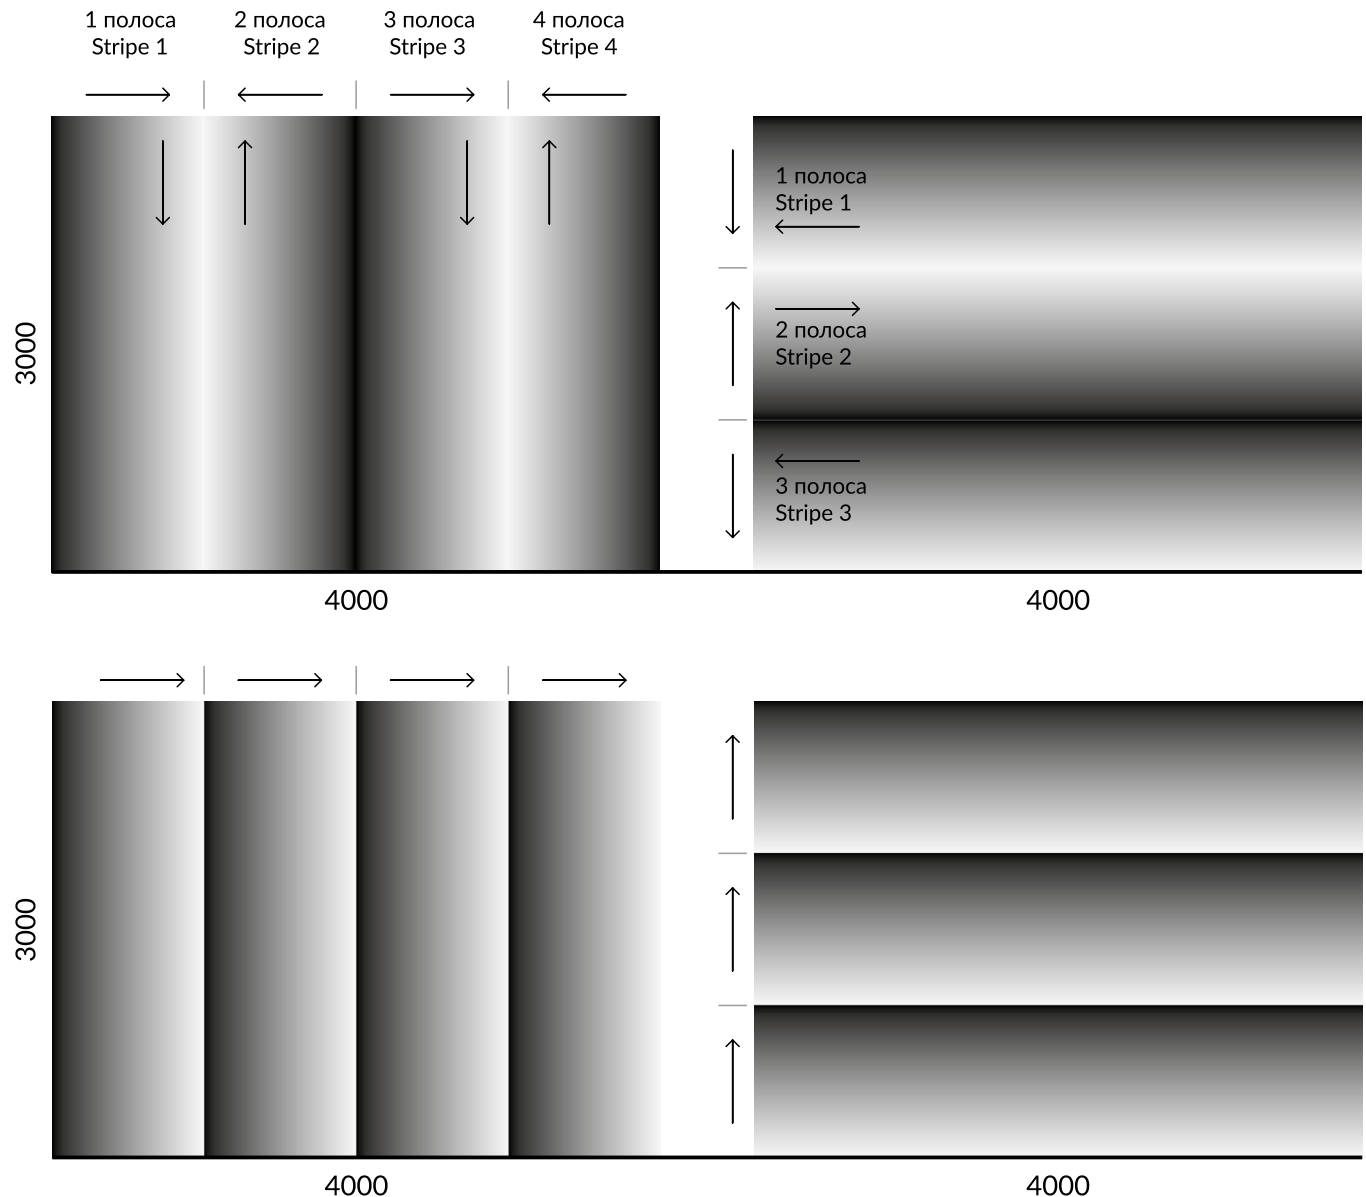 1 полоса
Stripe 1
2 полоса
Stripe 2
3 полоса
Stripe 3
4 полоса
Stripe 4
3000
4000
1 полоса
Stripe 1
2 полоса
Stripe 2
3 полоса
Stripe 3
4000
3000
4000
4000